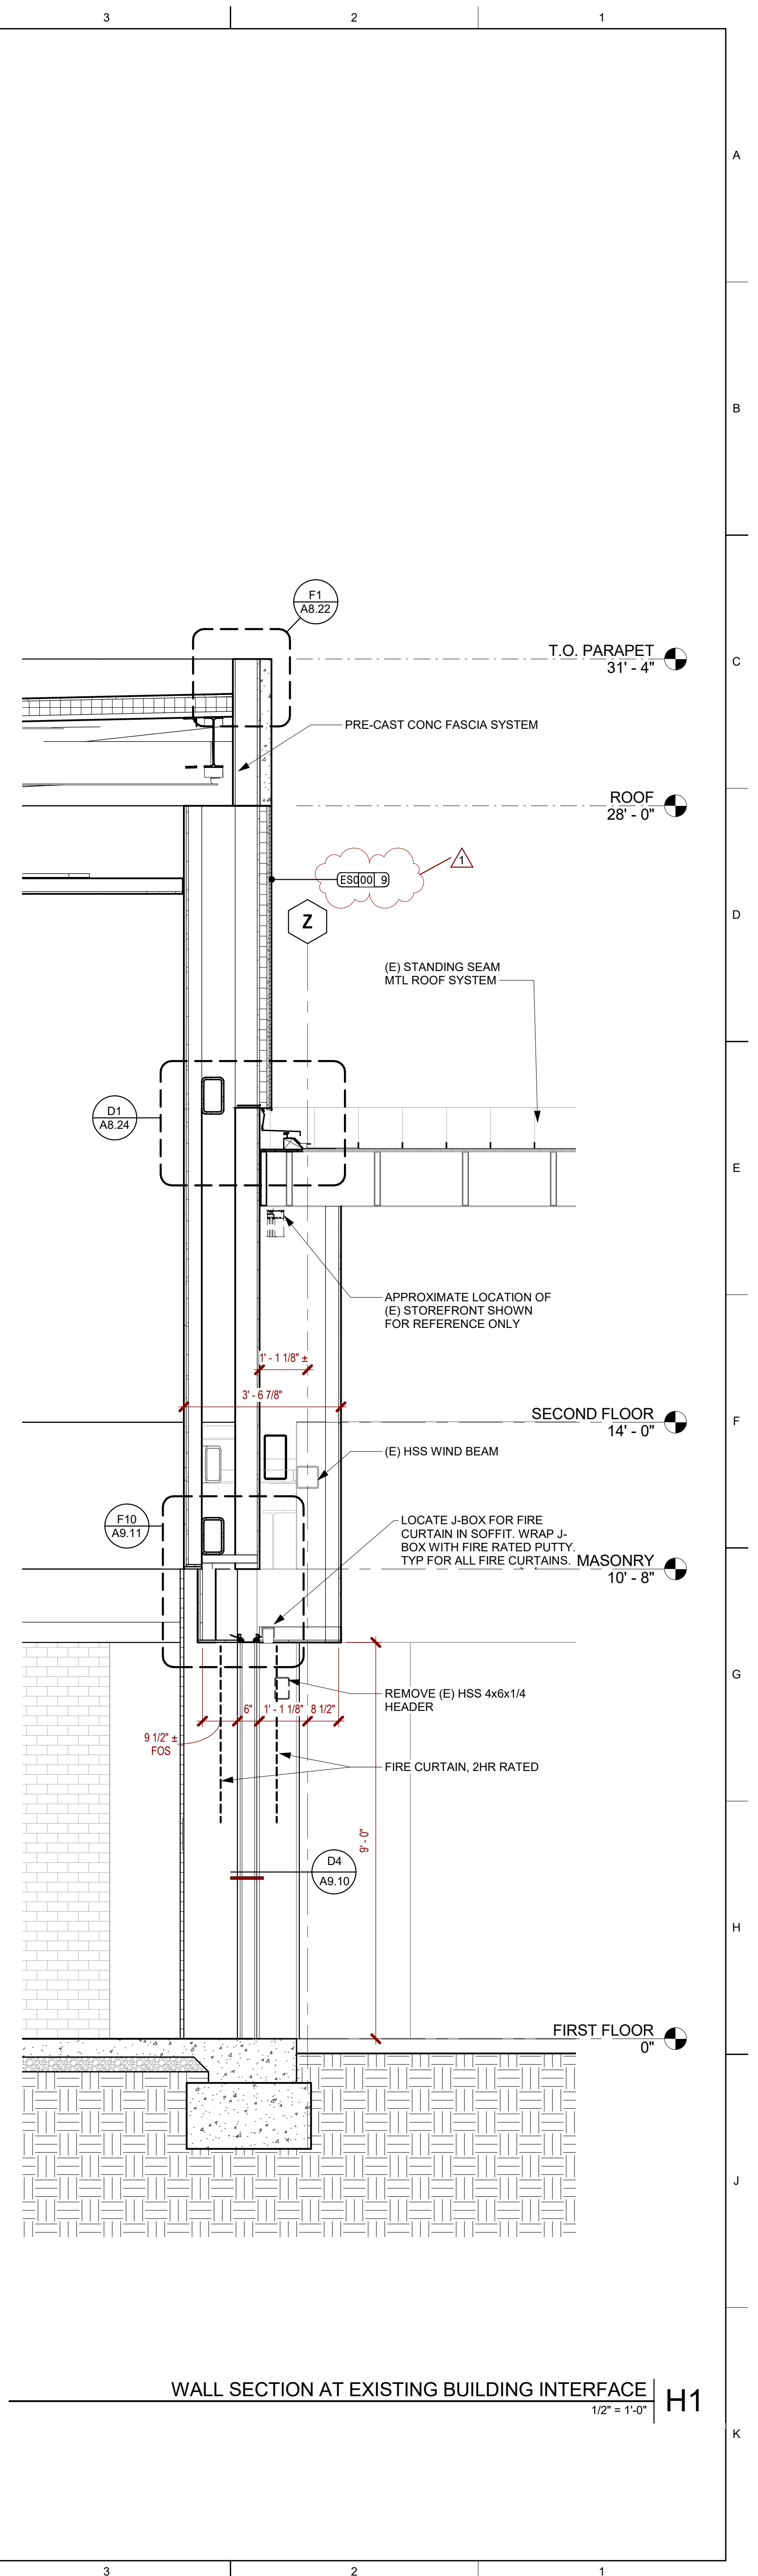 3
2
1
A
B
F1
A8.22
T.O. PARAPET
31' - 4"
C
PRE-CAST CONC FASCIA SYSTEM
ROOF
28' - 0"
1
9
Z
D
(E) STANDING SEAM
MTL ROOF SYSTEM
D1
A8.24
E
APPROXIMATE LOCATION OF
(E) STOREFRONT SHOWN
FOR REFERENCE ONLY
1' - 1 1/8" ±
3' - 6 7/8"
SECOND FLOOR
14' - 0"
F
(E) HSS WIND BEAM
F10
A9.11
LOCATE J-BOX FOR FIRE
CURTAIN IN SOFFIT. WRAP J-
BOX WITH FIRE RATED PUTTY.
TYP FOR ALL FIRE CURTAINS.
MASONRY
10' - 8"
G
REMOVE (E) HSS 4x6x1/4
HEADER
6"
1' - 1 1/8"
8 1/2"
9 1/2" ±
FOS
FIRE CURTAIN, 2HR RATED
9' - 0"
D4
A9.10
H
FIRST FLOOR
0"
J
WALL SECTION AT EXISTING BUILDING INTERFACE
1/2" = 1'-0"
H1
K
3
2
1